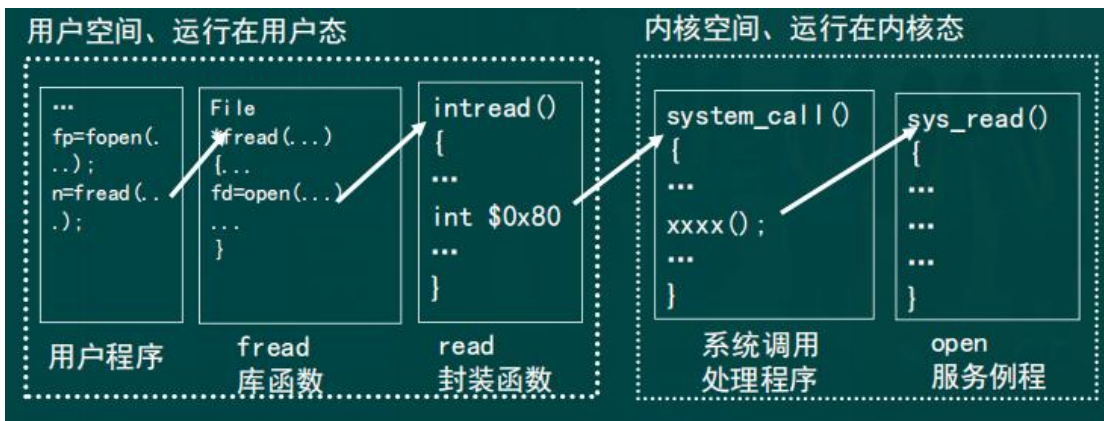 用户空间、运行在用户态
内核空间、运行在内核态
...
fp=fopen(.
..);
n=fread(..
.);
File
*fread(...)
{...
fd=open(...)
...
}
intread()
{
...
int $0x80
...
}
system_call()
{
...
xxxx();
...
}
sys_read()
{
...
...
...
}
用户程序
fread
库函数
read
封装函数
系统调用
处理程序
open
服务例程